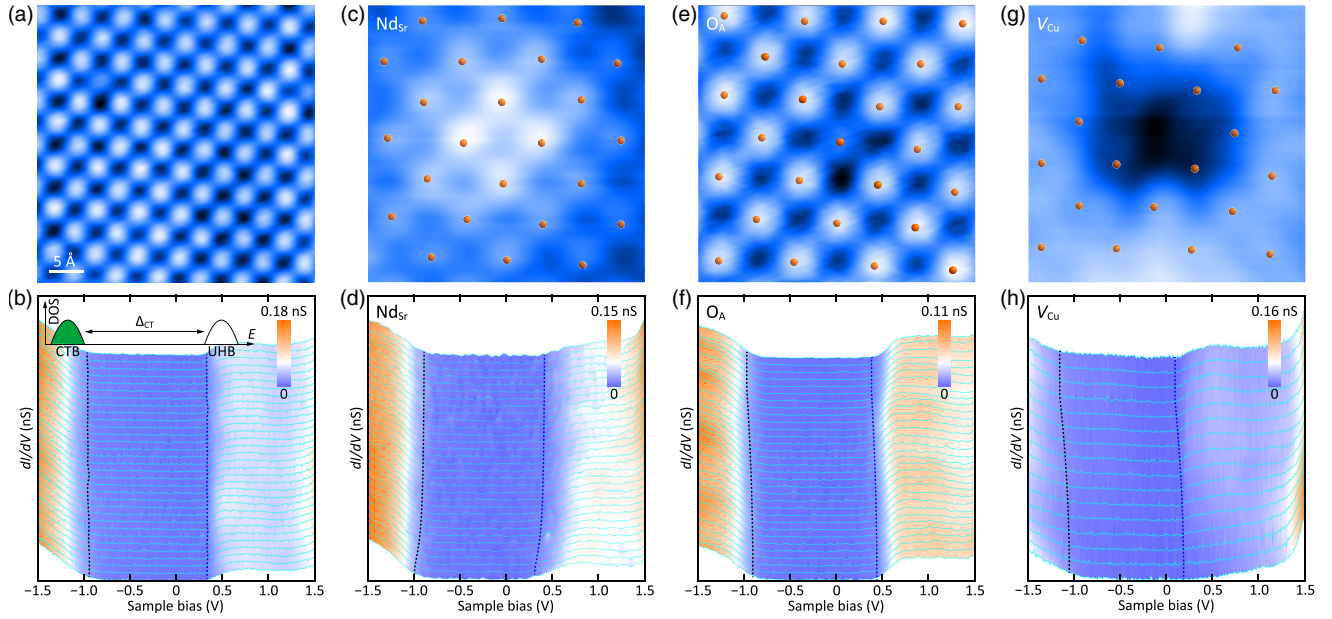 (a)
5 Å
(c)
Nd_Sr
(e)
O_A
(g)
V_Cu
(b)
DOS
Δ_CT
E
CTB
UHB
0.18 nS
0
dI/dV (nS)
−1.5 −1.0 −0.5 0 0.5 1.0 1.5
Sample bias (V)
(d)
Nd_Sr
0.15 nS
0
dI/dV (nS)
−1.5 −1.0 −0.5 0 0.5 1.0 1.5
Sample bias (V)
(f)
O_A
0.11 nS
0
dI/dV (nS)
−1.5 −1.0 −0.5 0 0.5 1.0 1.5
Sample bias (V)
(h)
V_Cu
0.16 nS
0
dI/dV (nS)
−1.5 −1.0 −0.5 0 0.5 1.0 1.5
Sample bias (V)